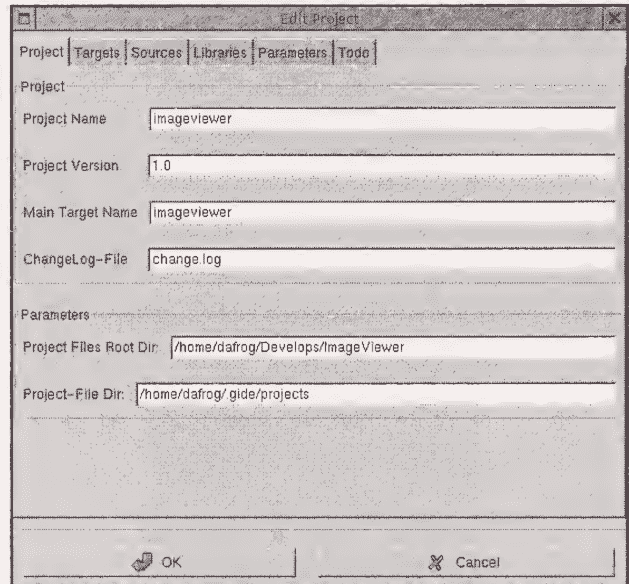 Edit Project
Project Targets Sources Libraries Parameters Todo
Project
Project Name imageviewer
Project Version 1.0
Main Target Name imageviewer
ChangeLog-File change.log
Parameters
Project Files Root Dir: /home/dafrog/Develops/ImageViewer
Project-File Dir: /home/dafrog/ gide/projects
OK Cancel